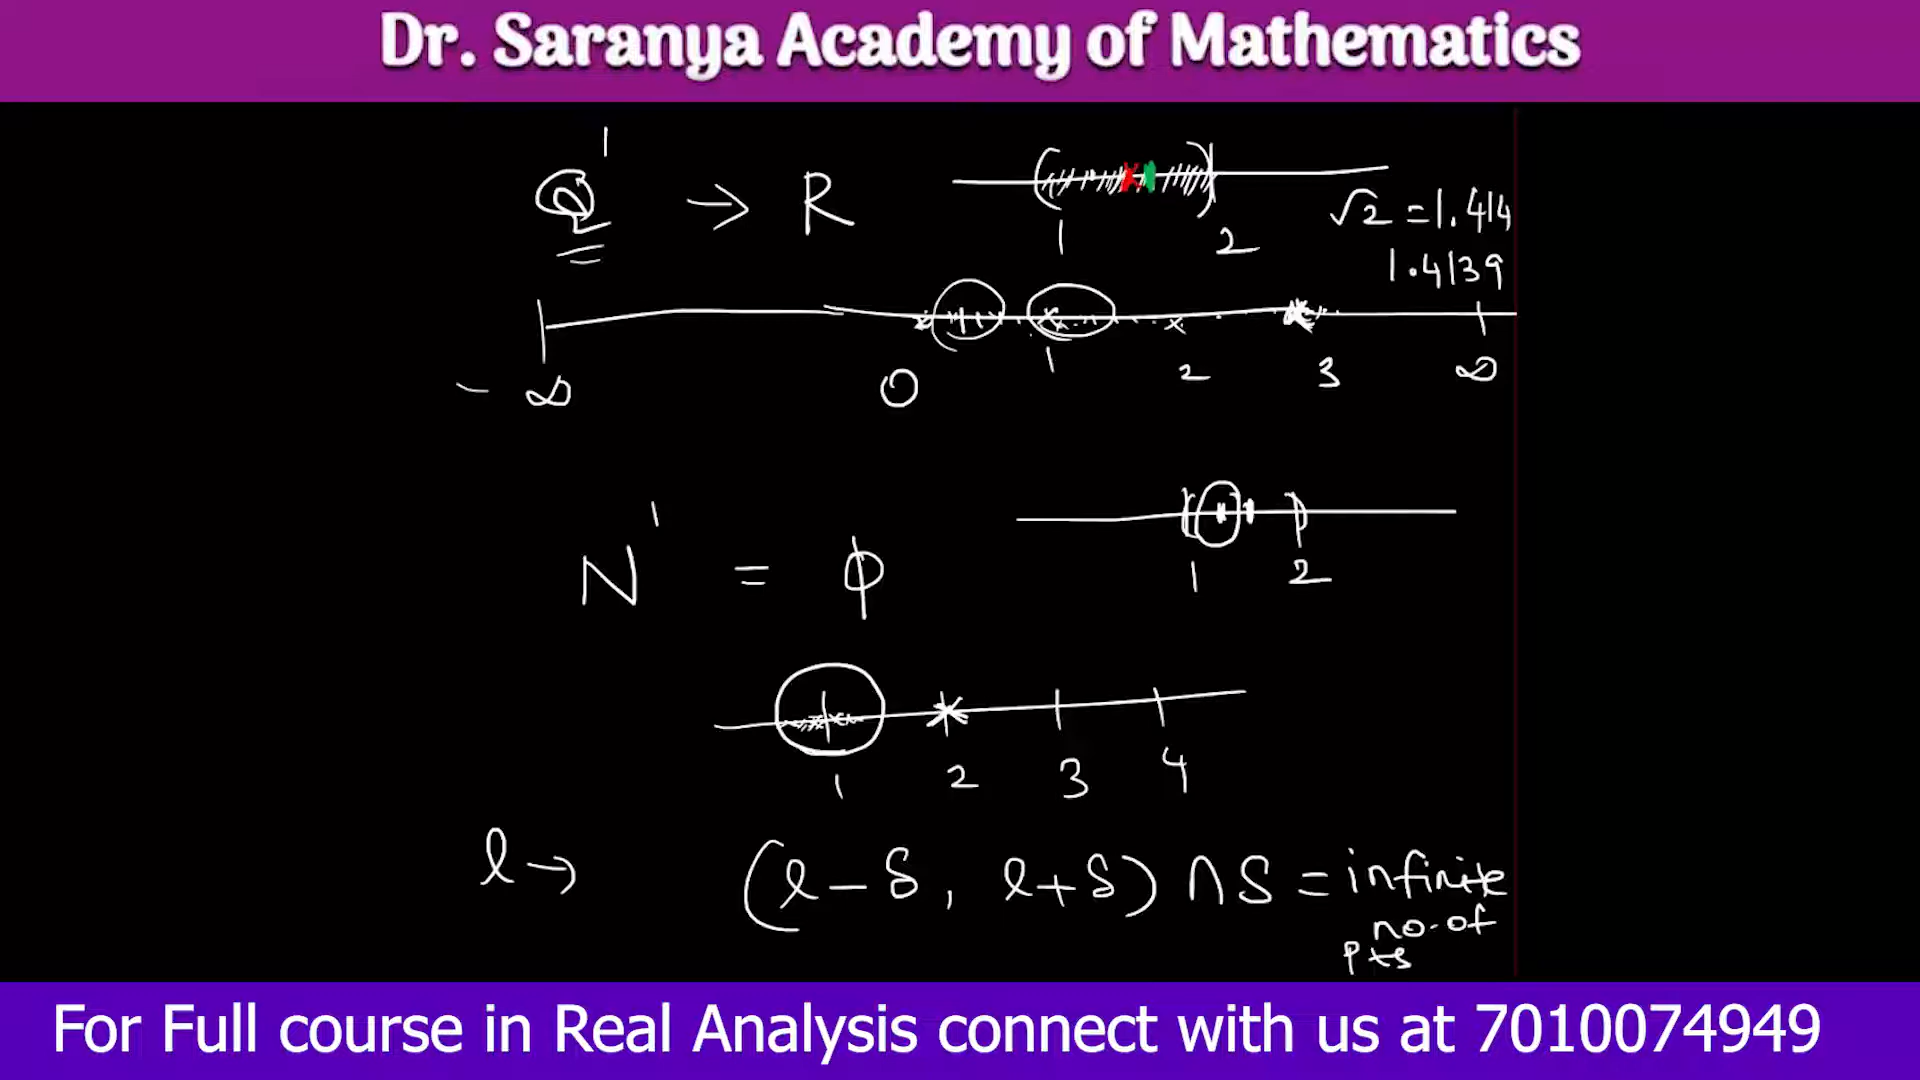 Dr. Saranya Academy of Mathematics
Q' → R
( )
1 2
√2 = 1.414
1.4139
- ∞ 0 1 2 3 ∞
N' = ϕ
1 2
1 2 3 4
l → (l - δ, l + δ) ∩ S = infinite
no. of
pts
For Full course in Real Analysis connect with us at 7010074949